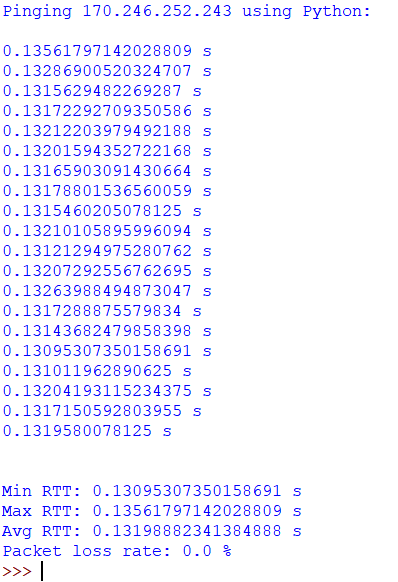 Pinging 170.246.252.243 using Python:
0.13561797142028809 s
0.13286900520324707 s
0.1315629482269287 s
0.13172292709350586 s
0.13212203979492188 s
0.13201594352722168 s
0.13165903091430664 s
0.13178801536560059 s
0.1315460205078125 s
0.13210105895996094 s
0.13121294975280762 s
0.13207292556762695 s
0.13263988494873047 s
0.1317288875579834 s
0.13143682479858398 s
0.13095307350158691 s
0.131011962890625 s
0.13204193115234375 s
0.1317150592803955 s
0.1319580078125 s
Min RTT: 0.13095307350158691 s
Max RTT: 0.13561797142028809 s
Avg RTT: 0.13198882341384888 s
Packet loss rate: 0.0 %
>>>